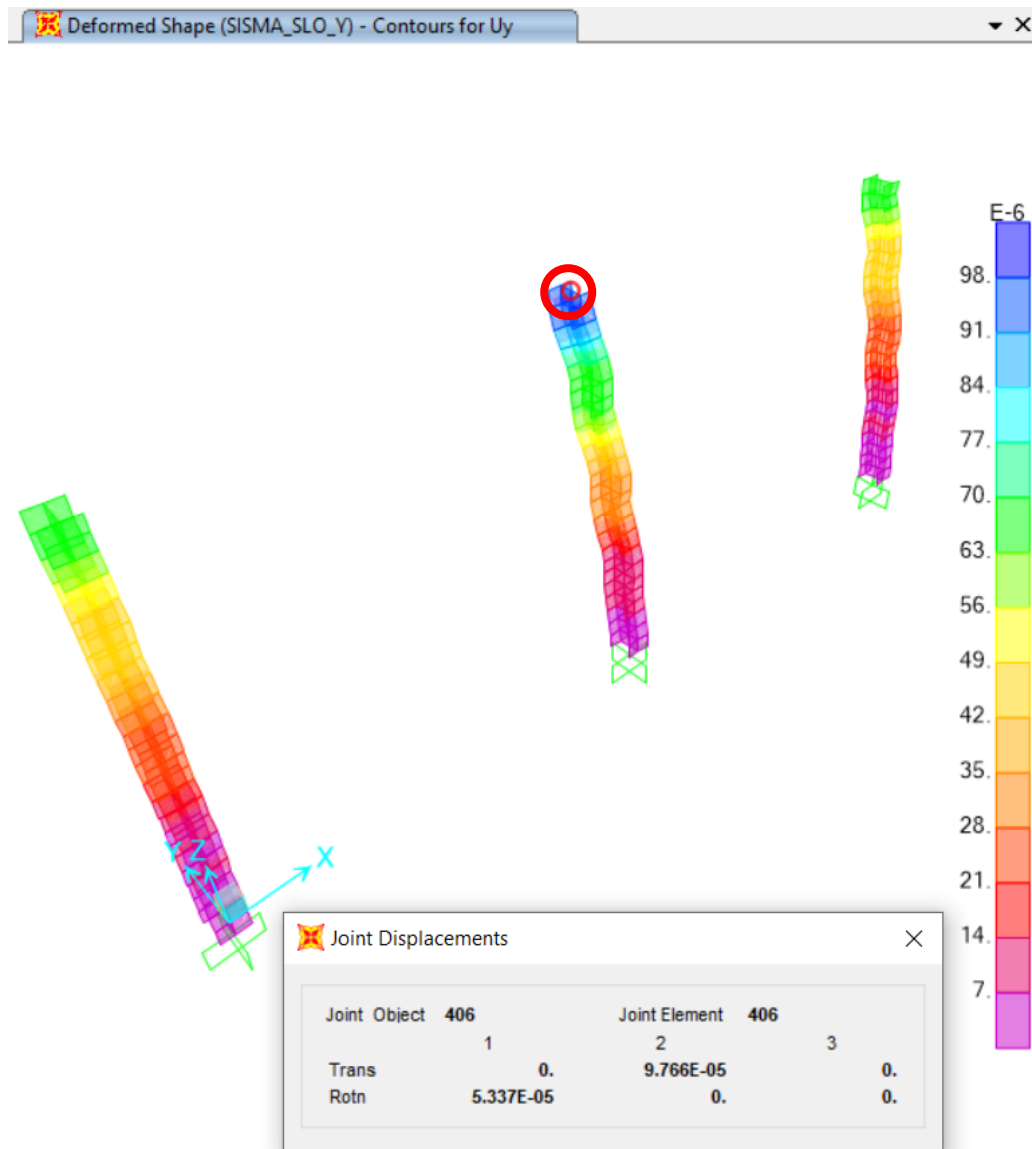 Deformed Shape (SISMA_SLO_Y) - Contours for Uy
E-6
98.
91.
84.
77.
70.
63.
56.
49.
42.
35.
28.
21.
14.
7.
Y Z X
Joint Displacements
Joint Object 406 Joint Element 406
1 2 3
Trans 0. 9.766E-05 0.
Rotn 5.337E-05 0. 0.